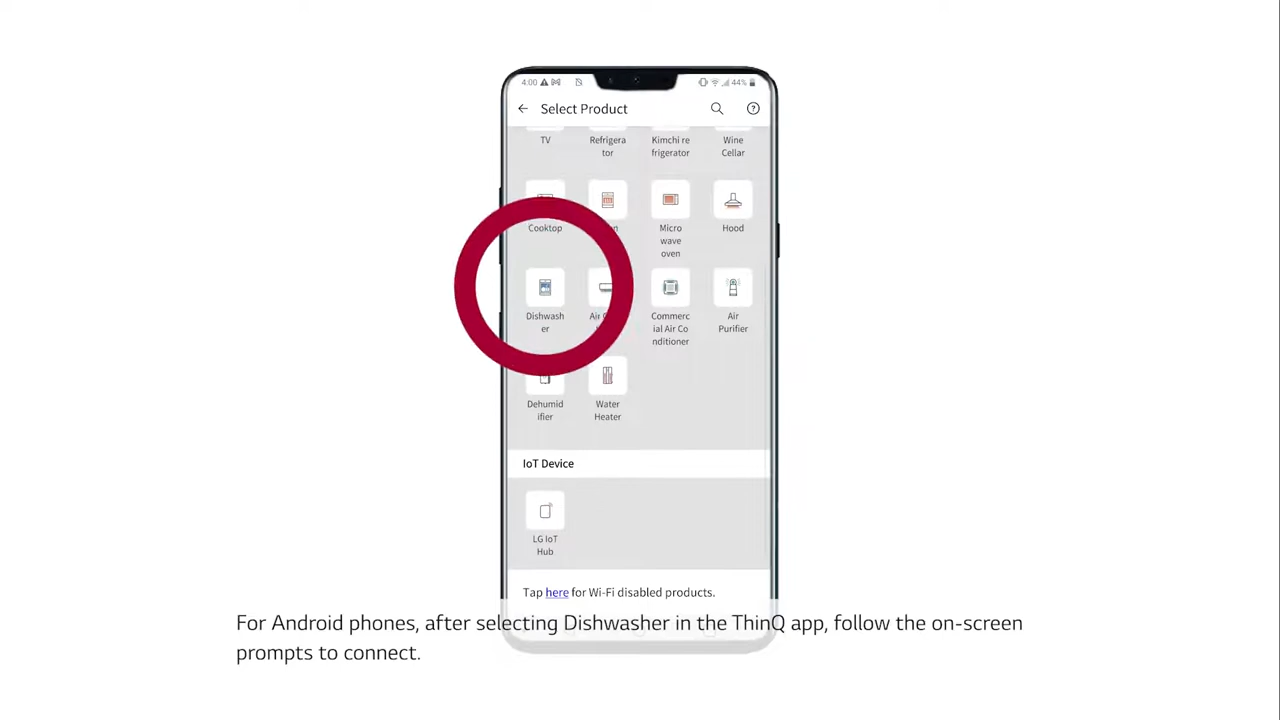 4:00
44%
Select Product
TV
Refrigera
tor
Kimchi re
frigerator
Wine
Cellar
Cooktop
Micro
wave
oven
Hood
Dishwash
er
Air
Commerc
ial Air Co
nditioner
Air
Purifier
Dehumid
ifier
Water
Heater
IoT Device
LG IoT
Hub
Tap here for Wi-Fi disabled products.
For Android phones, after selecting Dishwasher in the ThinQ app, follow the on-screen
prompts to connect.